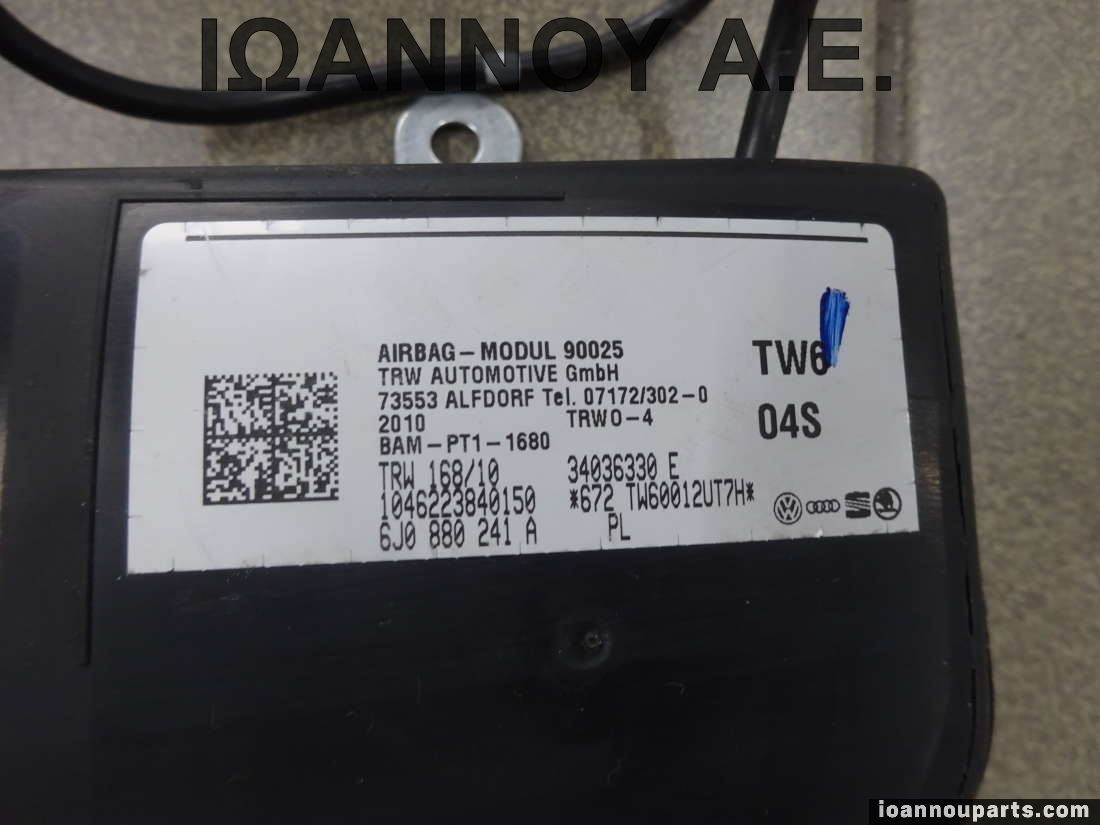 ΙΩΑΝΝΟΥ Α.Ε.
AIRBAG-MODUL 90025
TRW AUTOMOTIVE GmbH
73553 ALFDORF Tel. 07172/302-0
2010 TRWO-4
BAM-PT1-1680
TRW 168/10 34036330 E
1046223840150 *672 TW60012UT7H*
6J0 880 241 A PL
TW6
04S
ioannouparts.com